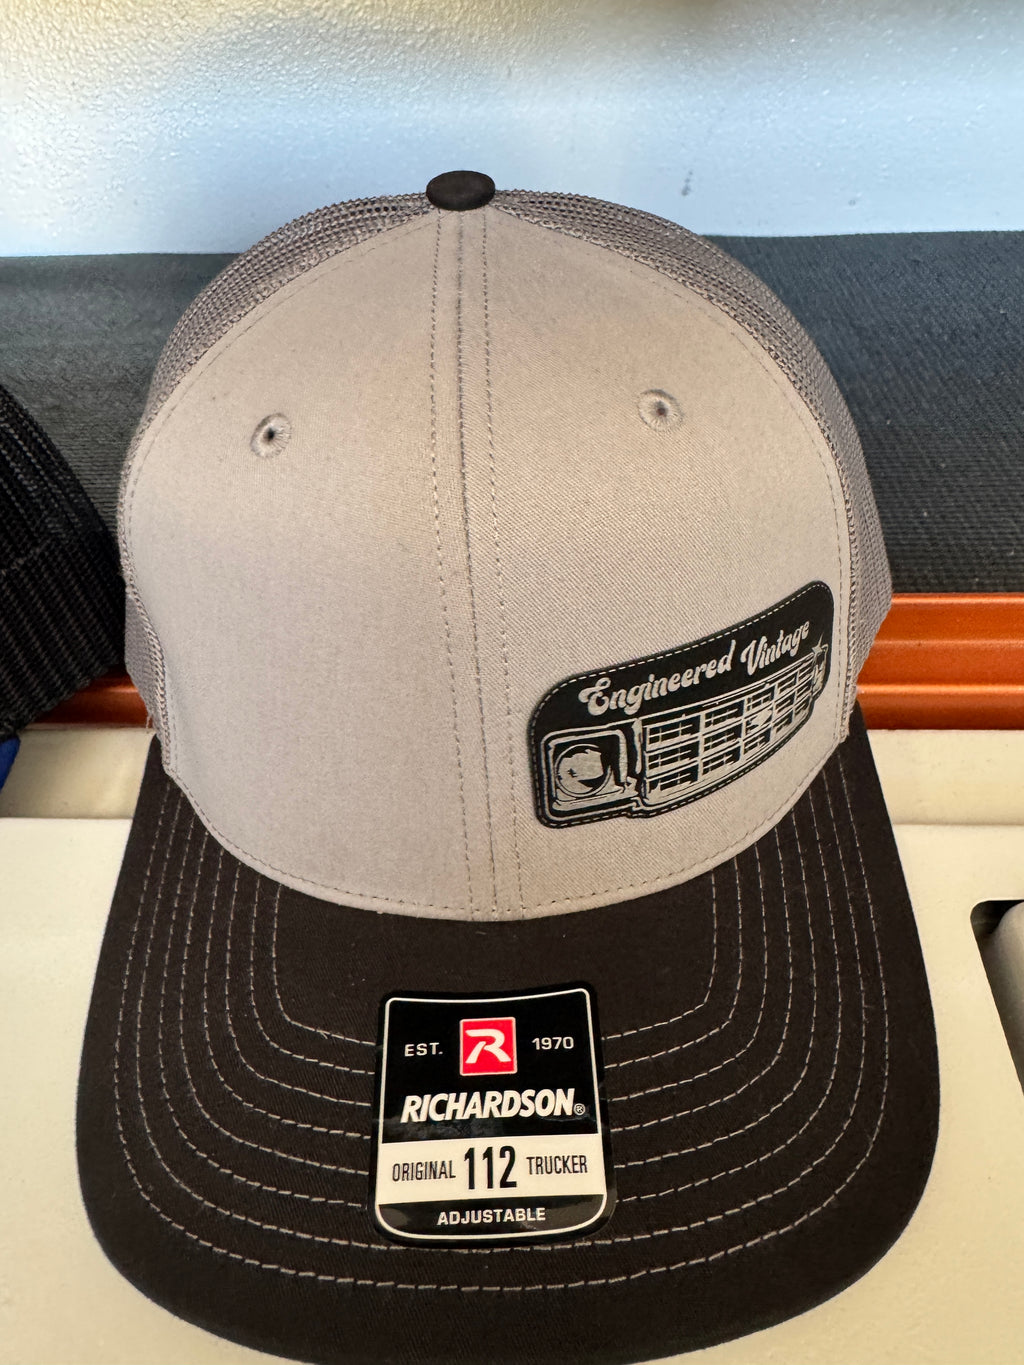 Engineered Vintage
EST. R 1970
RICHARDSON®
ORIGINAL 112 TRUCKER
ADJUSTABLE